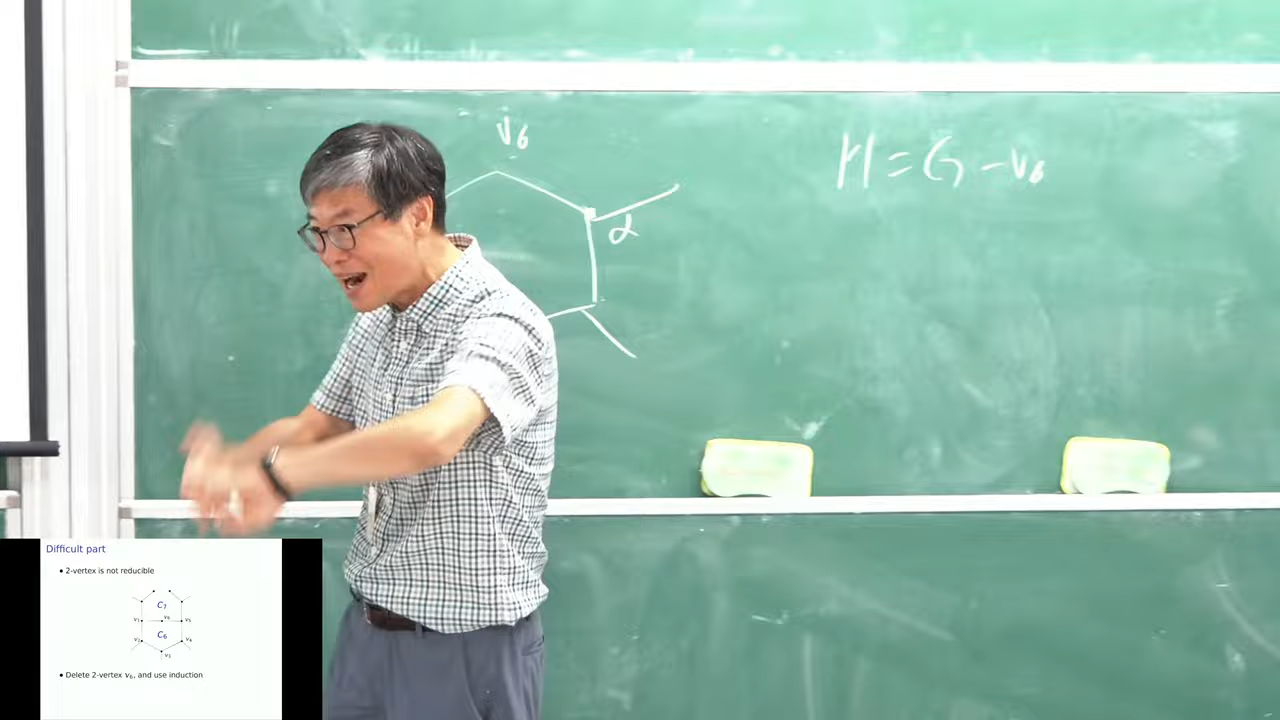 v6
H = G - v6
α
Difficult part
• 2-vertex is not reducible
C7
v1 v6 v5
C6
v2 v4
v3
• Delete 2-vertex v6, and use induction